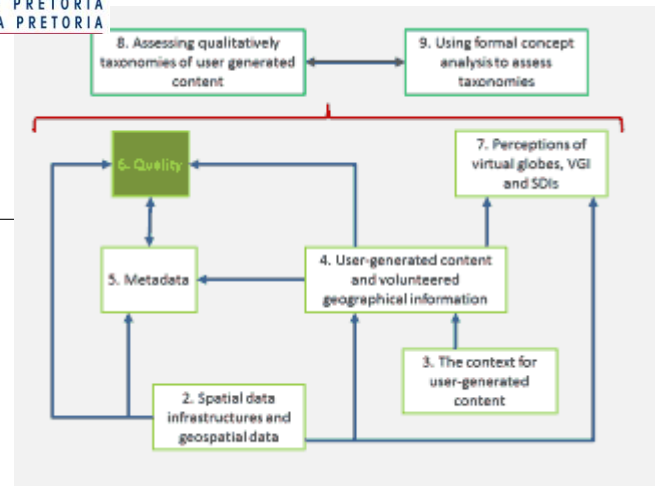 PRETORIA
A PRETORIA
8. Assessing qualitatively
taxonomies of user generated
content
9. Using formal concept
analysis to assess
taxonomies
6. Quality
7. Perceptions of
virtual globes, VGI
and SDIs
5. Metadata
4. User-generated content
and volunteered
geographical information
3. The context for
user-generated
content
2. Spatial data
infrastructures and
geospatial data